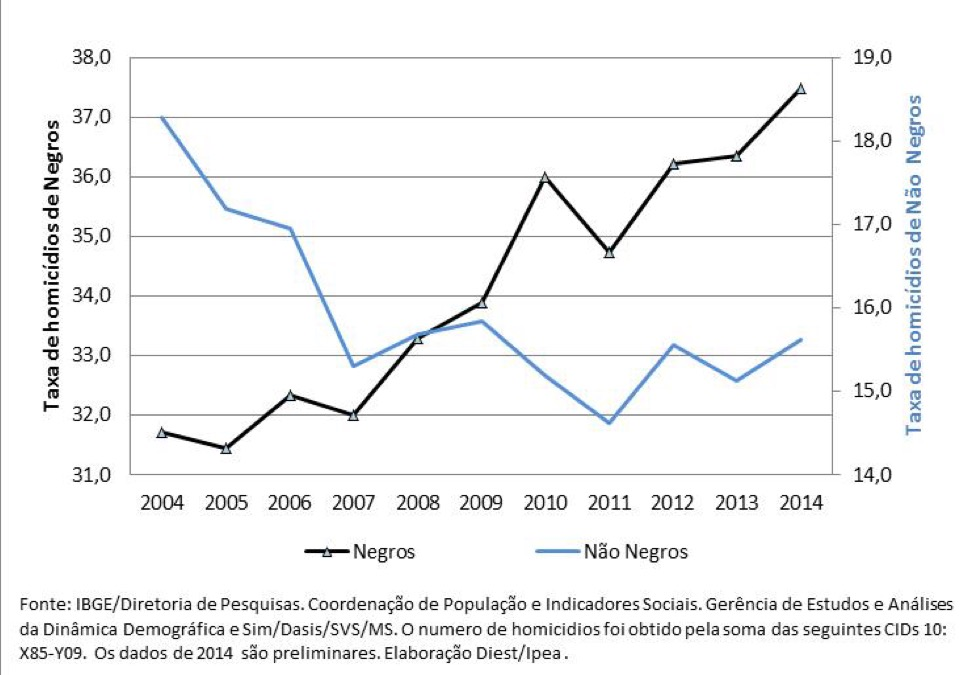 Taxa de homicídios de Negros
38,0
37,0
36,0
35,0
34,0
33,0
32,0
31,0
19,0
18,0
17,0
16,0
15,0
14,0
Taxa de homicídios de Não Negros
2004 2005 2006 2007 2008 2009 2010 2011 2012 2013 2014
Negros Não Negros
Fonte: IBGE/Diretoria de Pesquisas. Coordenação de População e Indicadores Sociais. Gerência de Estudos e Análises
da Dinâmica Demográfica e Sim/Dasis/SVS/MS. O numero de homicidios foi obtido pela soma das seguintes CIDs 10:
X85-Y09. Os dados de 2014 são preliminares. Elaboração Diest/Ipea .